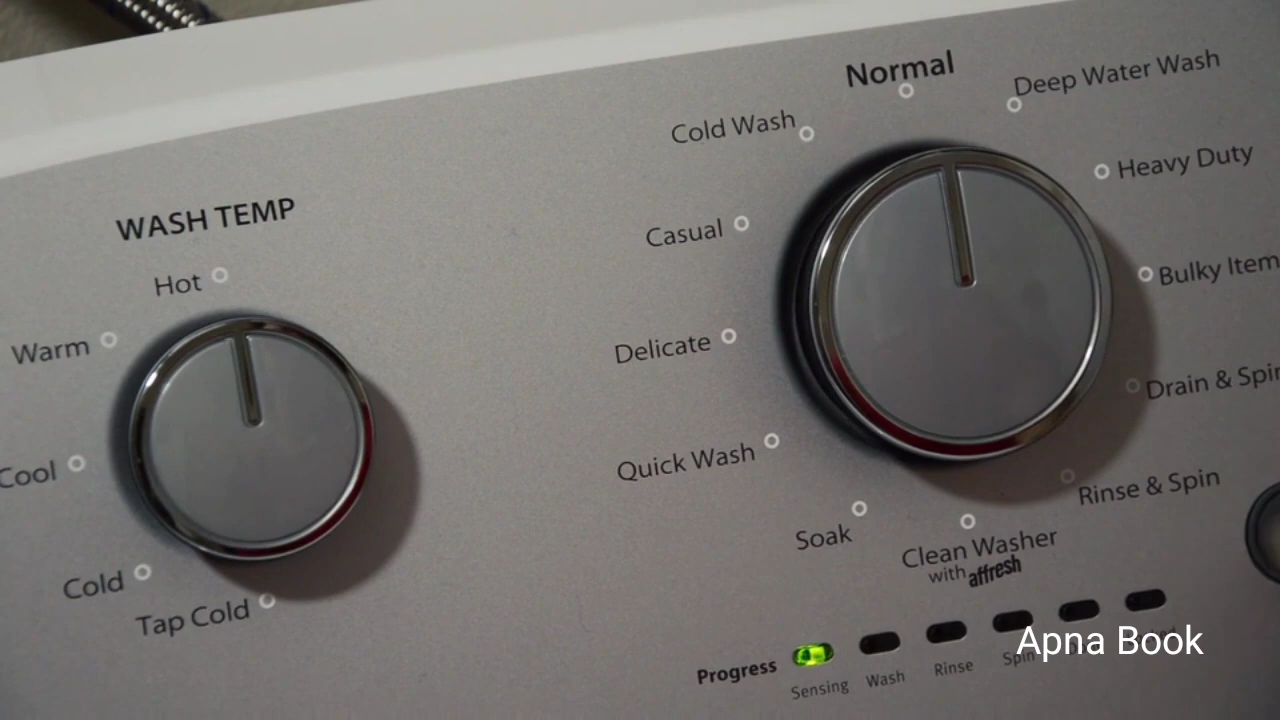 Normal
Deep Water Wash
Cold Wash
Heavy Duty
WASH TEMP
Casual
Hot
Bulky Item
Warm
Delicate
Drain & Spin
Cool
Quick Wash
Rinse & Spin
Soak
Clean Washer
with affresh
Cold
Tap Cold
Progress
Sensing
Wash
Rinse
Spin
Apna Book